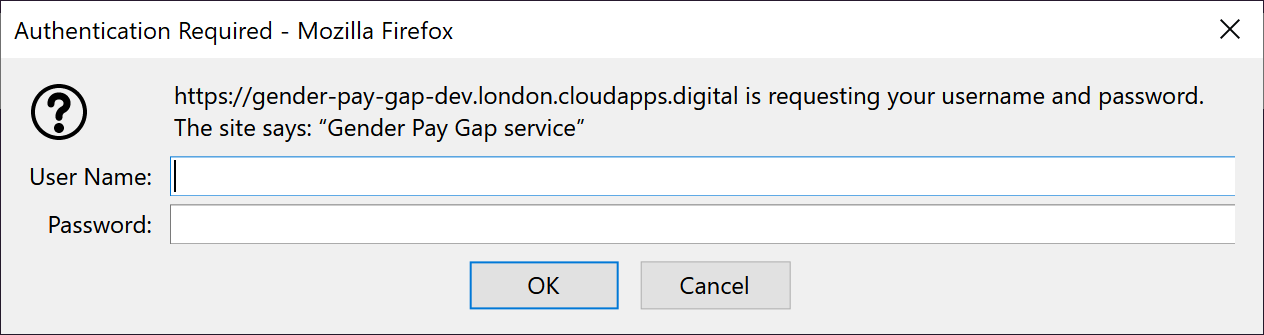 Authentication Required - Mozilla Firefox
https://gender-pay-gap-dev.london.cloudapps.digital is requesting your username and password.
The site says: “Gender Pay Gap service”
User Name:
Password:
OK
Cancel